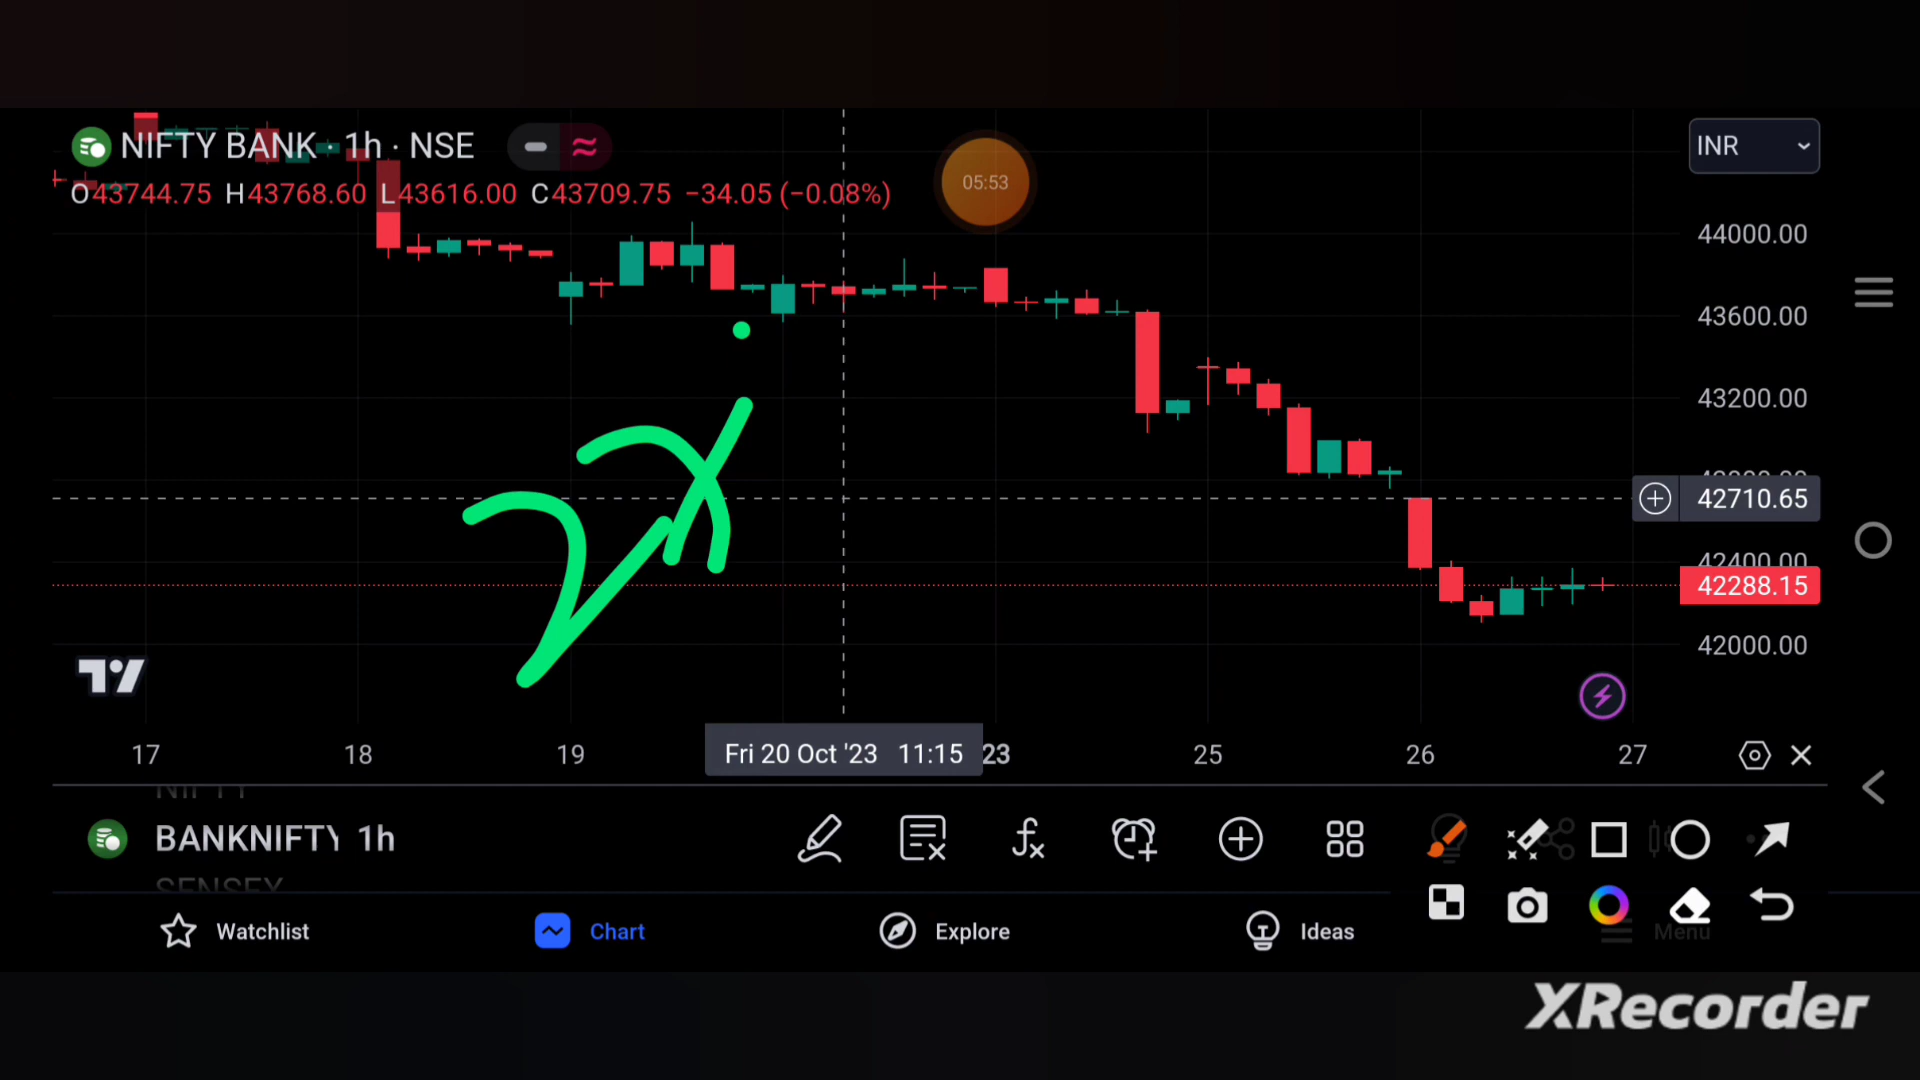 NIFTY BANK · 1h · NSE
INR
O43744.75 H43768.60 L43616.00 C43709.75 −34.05 (−0.08%)
05:53
44000.00
43600.00
43200.00
42710.65
42400.00
42288.15
42000.00
17 18 19 Fri 20 Oct '23 11:15 23 25 26 27
NIFTY
BANKNIFTY 1h
SENSEX
Watchlist Chart Explore Ideas Menu
XRecorder